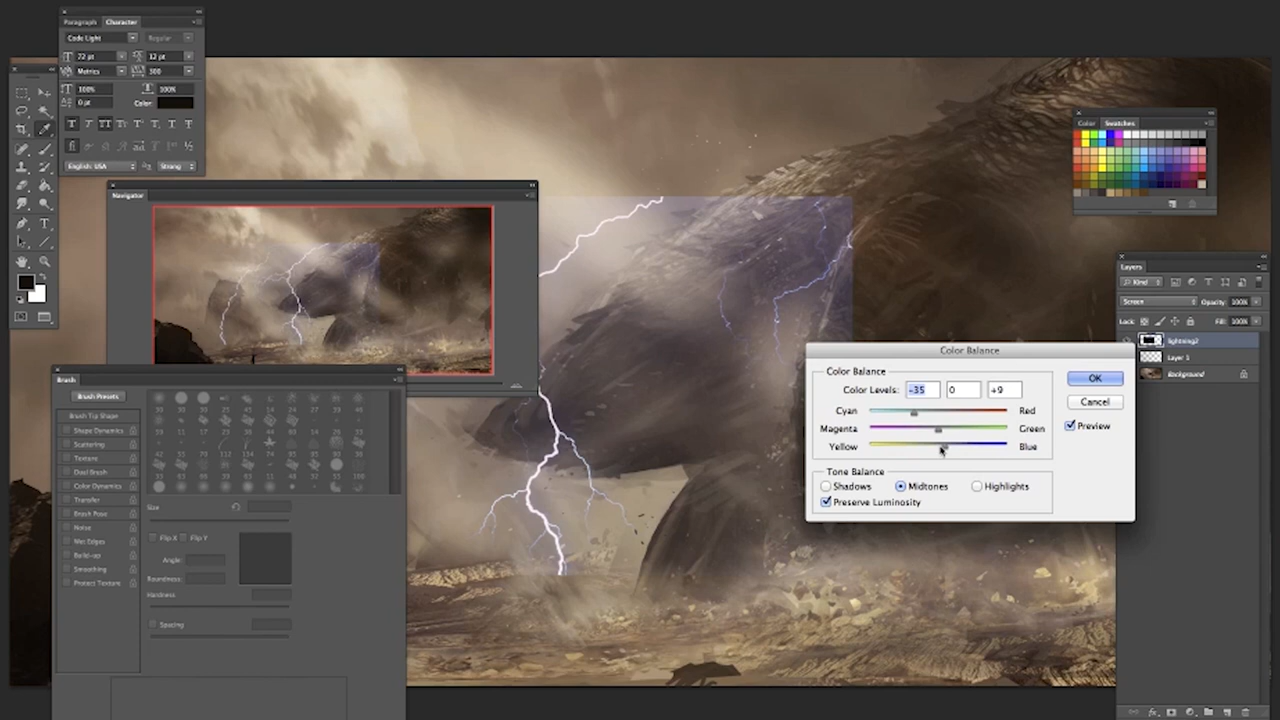 Paragraph Character
Code Light Regular
72 pt 12 pt
Metrics 300
100% 100%
0 pt Color:
English: USA Strong
Navigator
Color Swatches
Layers
Kind
Screen Opacity: 100%
Lock: Fill: 100%
lightning2
Layer 1
Background
Color Balance
Color Balance
Color Levels: -35 0 +9
Cyan Red
Magenta Green
Yellow Blue
Tone Balance
Shadows Midtones Highlights
Preserve Luminosity
OK
Cancel
Preview
Brush
Brush Presets
Brush Tip Shape
Shape Dynamics
Scattering
Texture
Dual Brush
Color Dynamics
Transfer
Brush Pose
Noise
Wet Edges
Build-up
Smoothing
Protect Texture
Size
Flip X Flip Y
Angle:
Roundness:
Hardness
Spacing